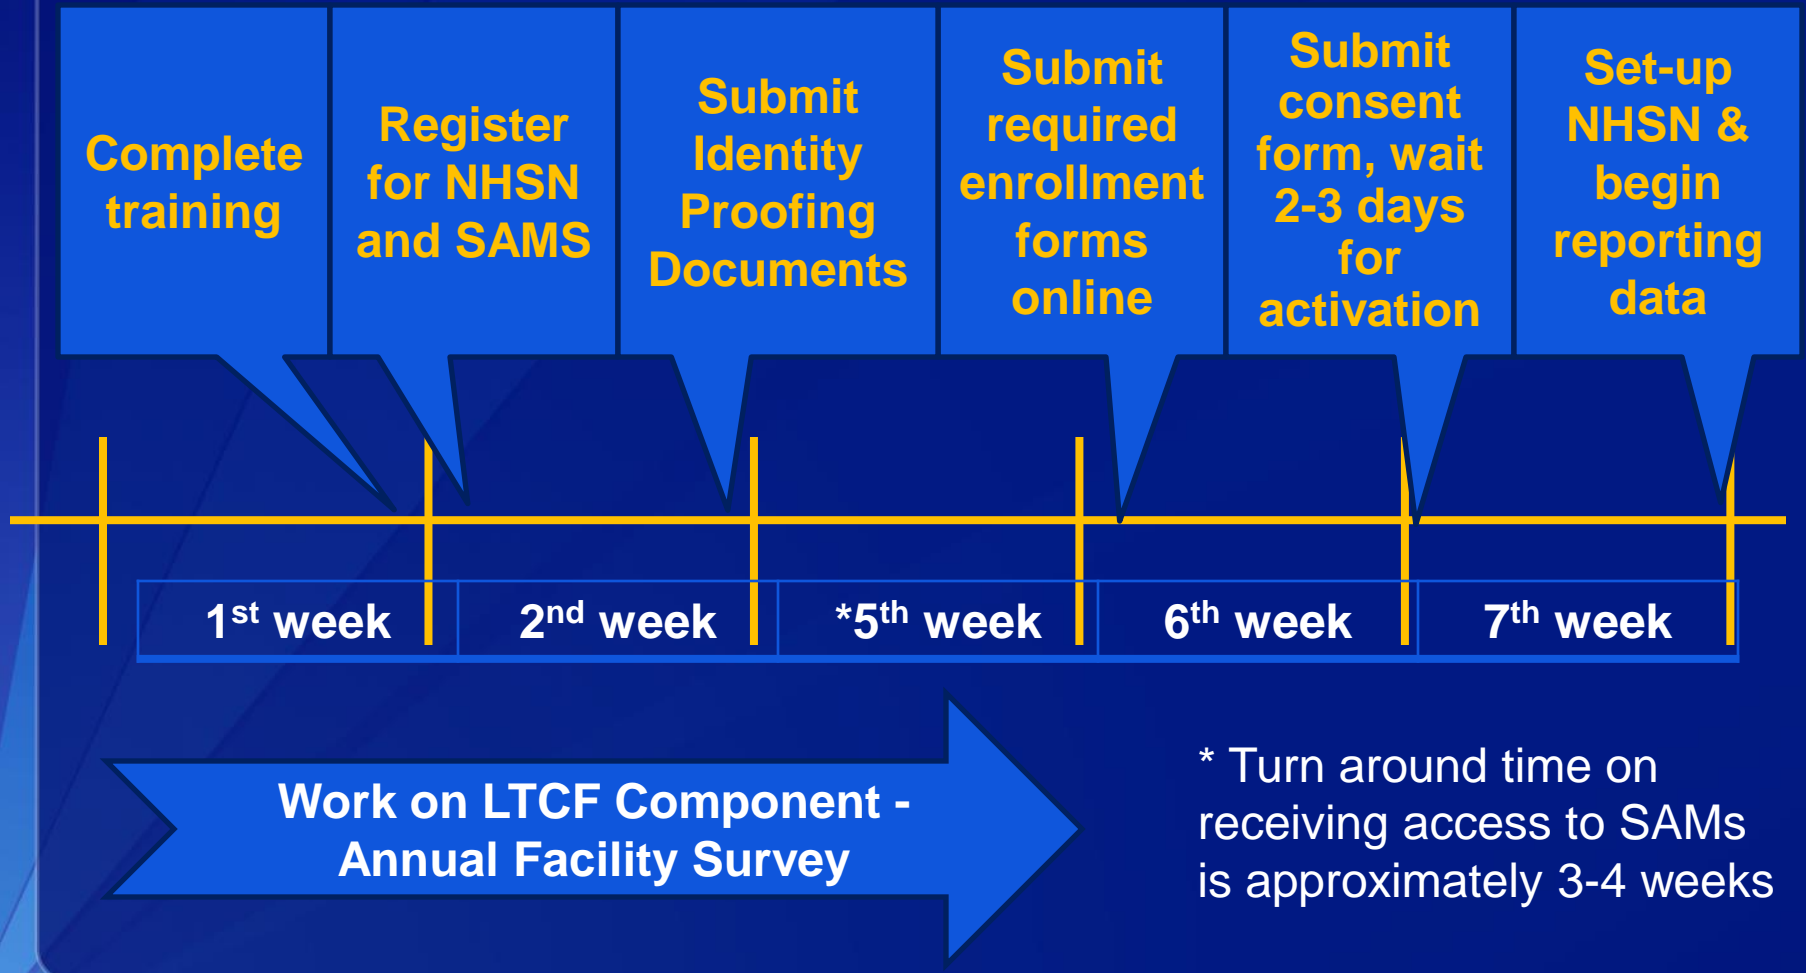 Complete
training
Register
for NHSN
and SAMS
Submit
Identity
Proofing
Documents
Submit
required
enrollment
forms
online
Submit
consent
form, wait
2-3 days
for
activation
Set-up
NHSN &
begin
reporting
data
1st week
2nd week
*5th week
6th week
7th week
Work on LTCF Component -
Annual Facility Survey
* Turn around time on
receiving access to SAMs
is approximately 3-4 weeks